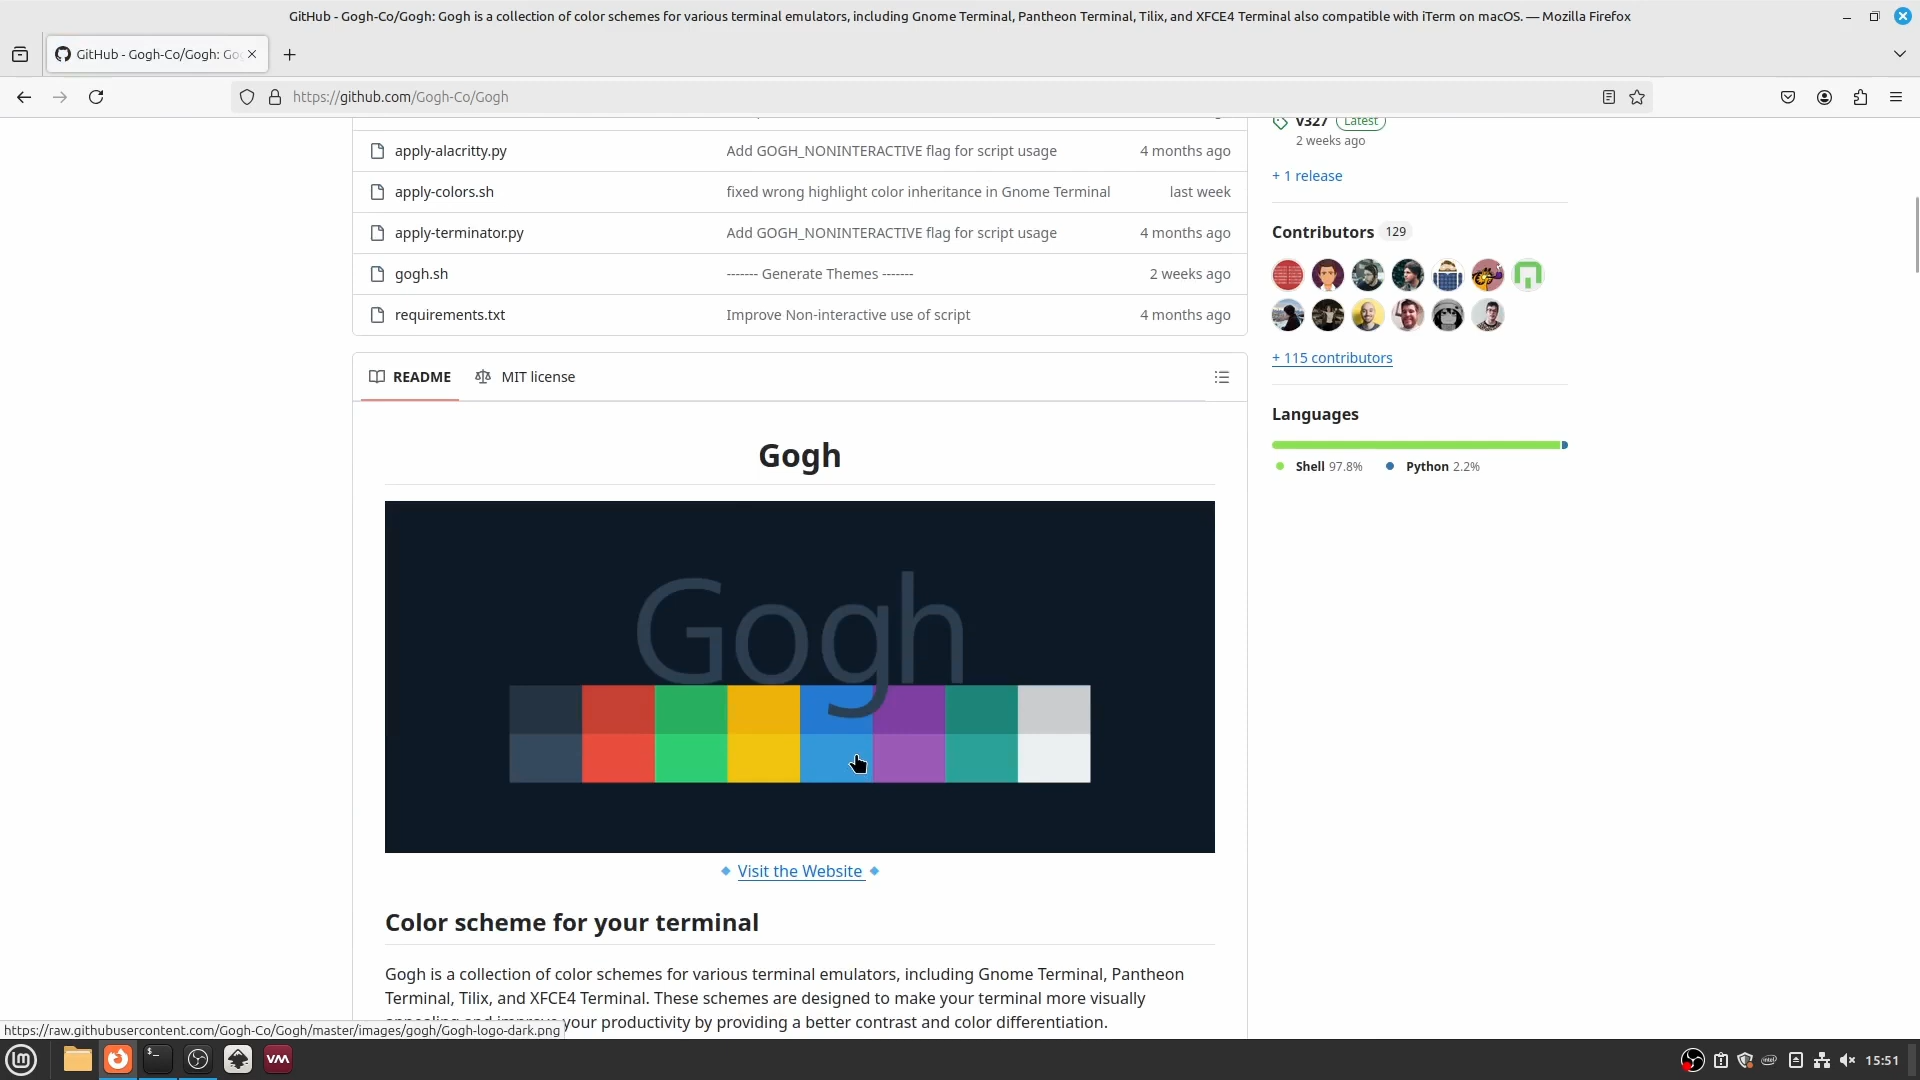 GitHub - Gogh-Co/Gogh: Gogh is a collection of color schemes for various terminal emulators, including Gnome Terminal, Pantheon Terminal, Tilix, and XFCE4 Terminal also compatible with iTerm on macOS. — Mozilla Firefox
GitHub - Gogh-Co/Gogh: Go
https://github.com/Gogh-Co/Gogh
apply-alacritty.py Add GOGH_NONINTERACTIVE flag for script usage 4 months ago
apply-colors.sh fixed wrong highlight color inheritance in Gnome Terminal last week
apply-terminator.py Add GOGH_NONINTERACTIVE flag for script usage 4 months ago
gogh.sh ------- Generate Themes ------- 2 weeks ago
requirements.txt Improve Non-interactive use of script 4 months ago
README MIT license
Gogh
Gogh
Visit the Website
Color scheme for your terminal
Gogh is a collection of color schemes for various terminal emulators, including Gnome Terminal, Pantheon
Terminal, Tilix, and XFCE4 Terminal. These schemes are designed to make your terminal more visually
your productivity by providing a better contrast and color differentiation.
v327 Latest
2 weeks ago
+ 1 release
Contributors 129
+ 115 contributors
Languages
Shell 97.8% Python 2.2%
https://raw.githubusercontent.com/Gogh-Co/Gogh/master/images/gogh/Gogh-logo-dark.png
15:51